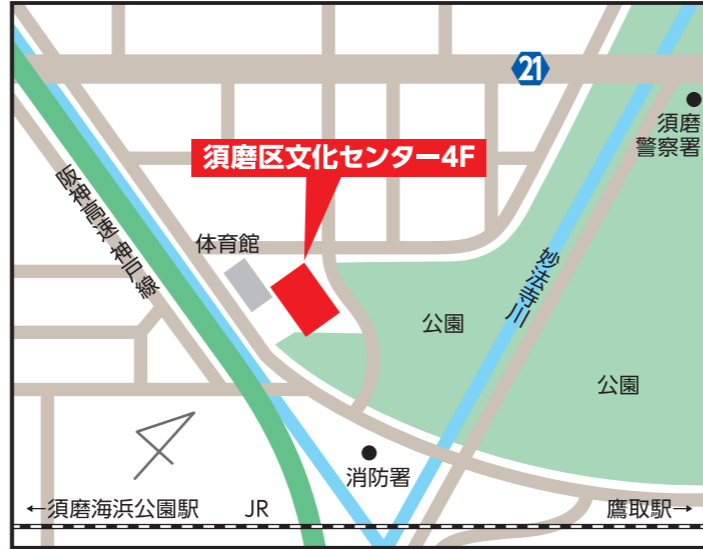 21
須磨
警察署
須磨区文化センター4F
阪神高速 神戸線
体育館
妙法寺川
公園
公園
消防署
←須磨海浜公園駅
JR
鷹取駅→